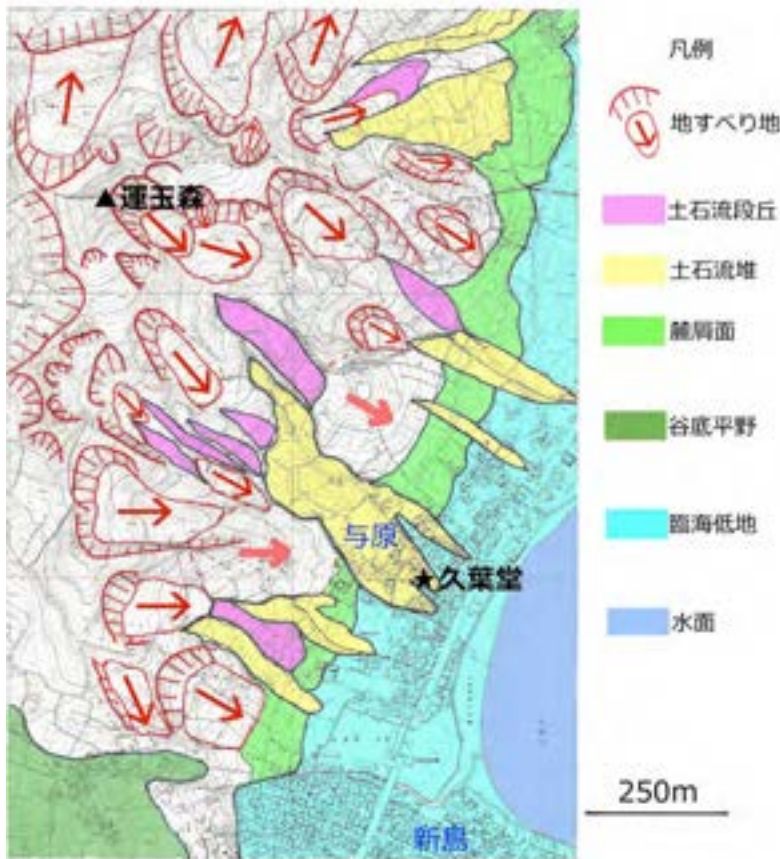 凡例
地すべり地
▲運玉森
土石流段丘
土石流堆
麓屑面
谷底平野
与原
★久葉堂
臨海低地
水面
250m
新島